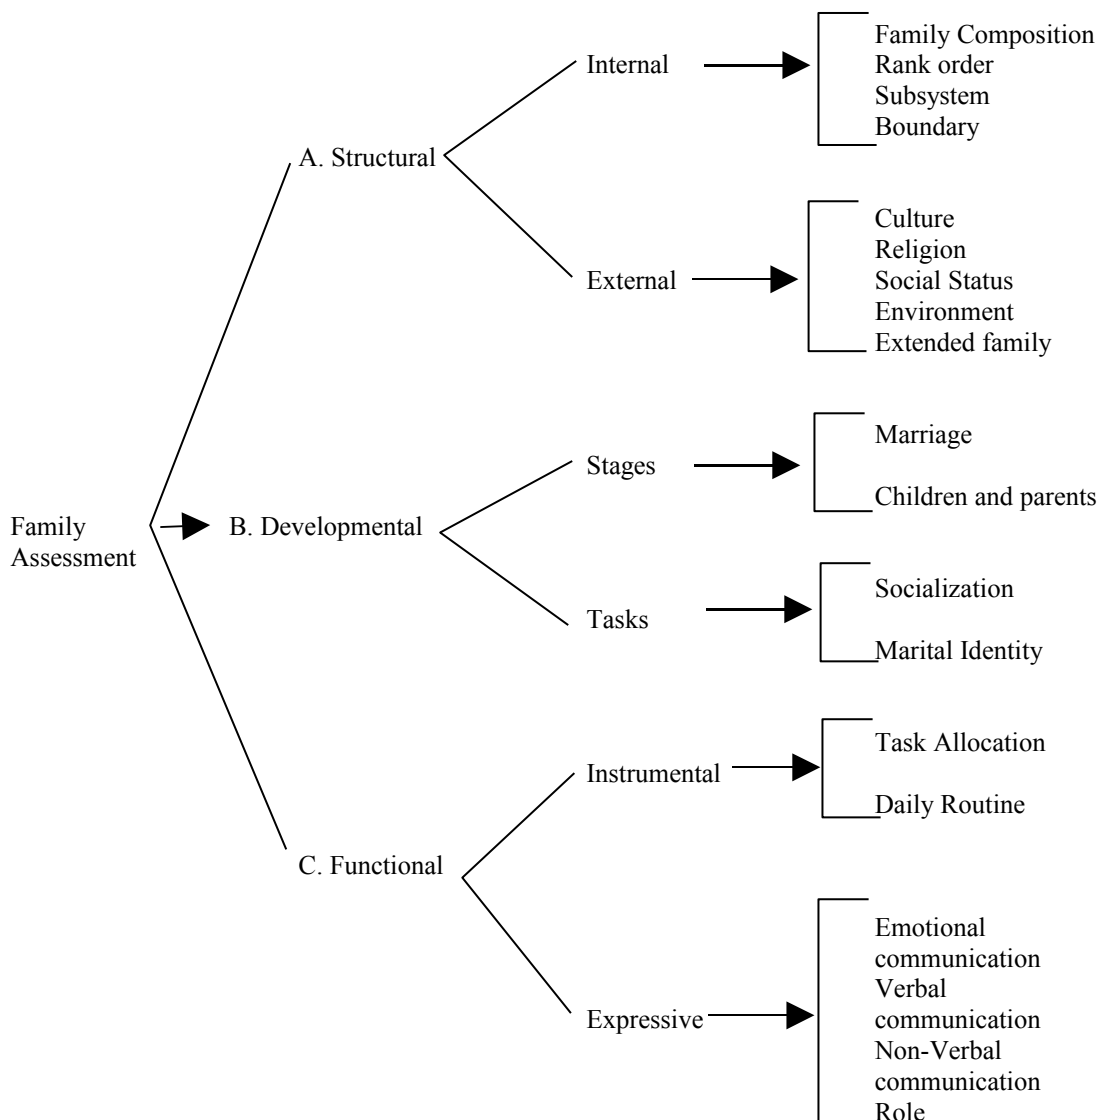 Family
Assessment
A. Structural
Internal
Family Composition
Rank order
Subsystem
Boundary
External
Culture
Religion
Social Status
Environment
Extended family
B. Developmental
Stages
Marriage
Children and parents
Tasks
Socialization
Marital Identity
C. Functional
Instrumental
Task Allocation
Daily Routine
Expressive
Emotional
communication
Verbal
communication
Non-Verbal
communication
Role